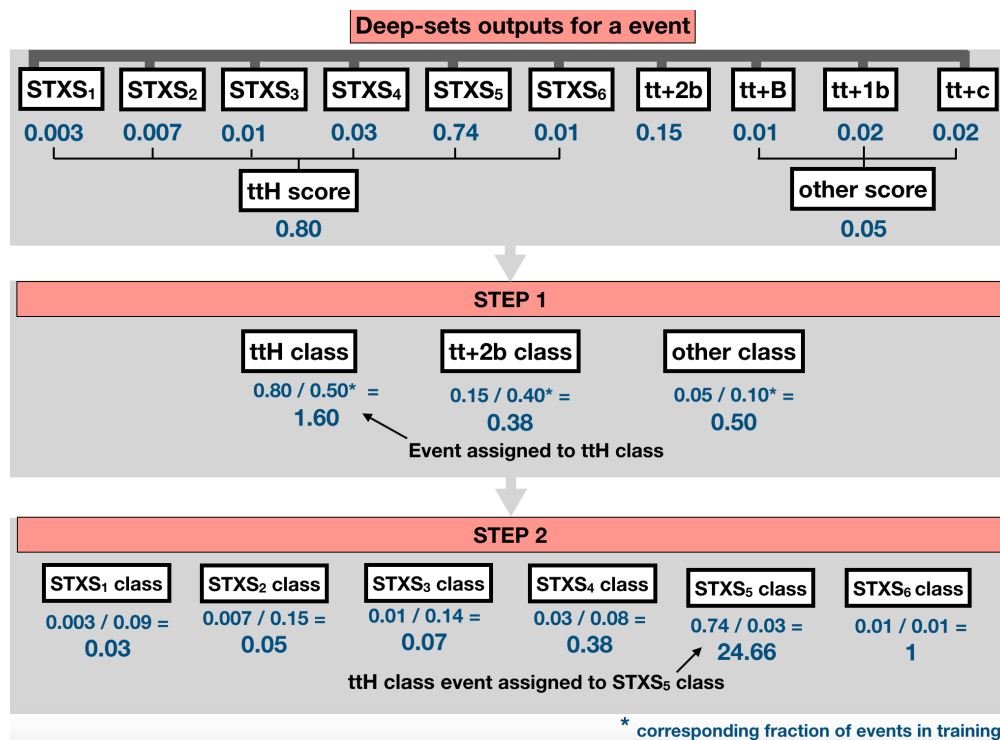 Deep-sets outputs for a event
STXS₁ STXS₂ STXS₃ STXS₄ STXS₅ STXS₆ tt+2b tt+B tt+1b tt+c
0.003 0.007 0.01 0.03 0.74 0.01 0.15 0.01 0.02 0.02
ttH score other score
0.80 0.05
STEP 1
ttH class tt+2b class other class
0.80 / 0.50* = 0.15 / 0.40* = 0.05 / 0.10* =
1.60 0.38 0.50
Event assigned to ttH class
STEP 2
STXS₁ class STXS₂ class STXS₃ class STXS₄ class STXS₅ class STXS₆ class
0.003 / 0.09 = 0.007 / 0.15 = 0.01 / 0.14 = 0.03 / 0.08 = 0.74 / 0.03 = 0.01 / 0.01 =
0.03 0.05 0.07 0.38 24.66 1
ttH class event assigned to STXS₅ class
* corresponding fraction of events in training